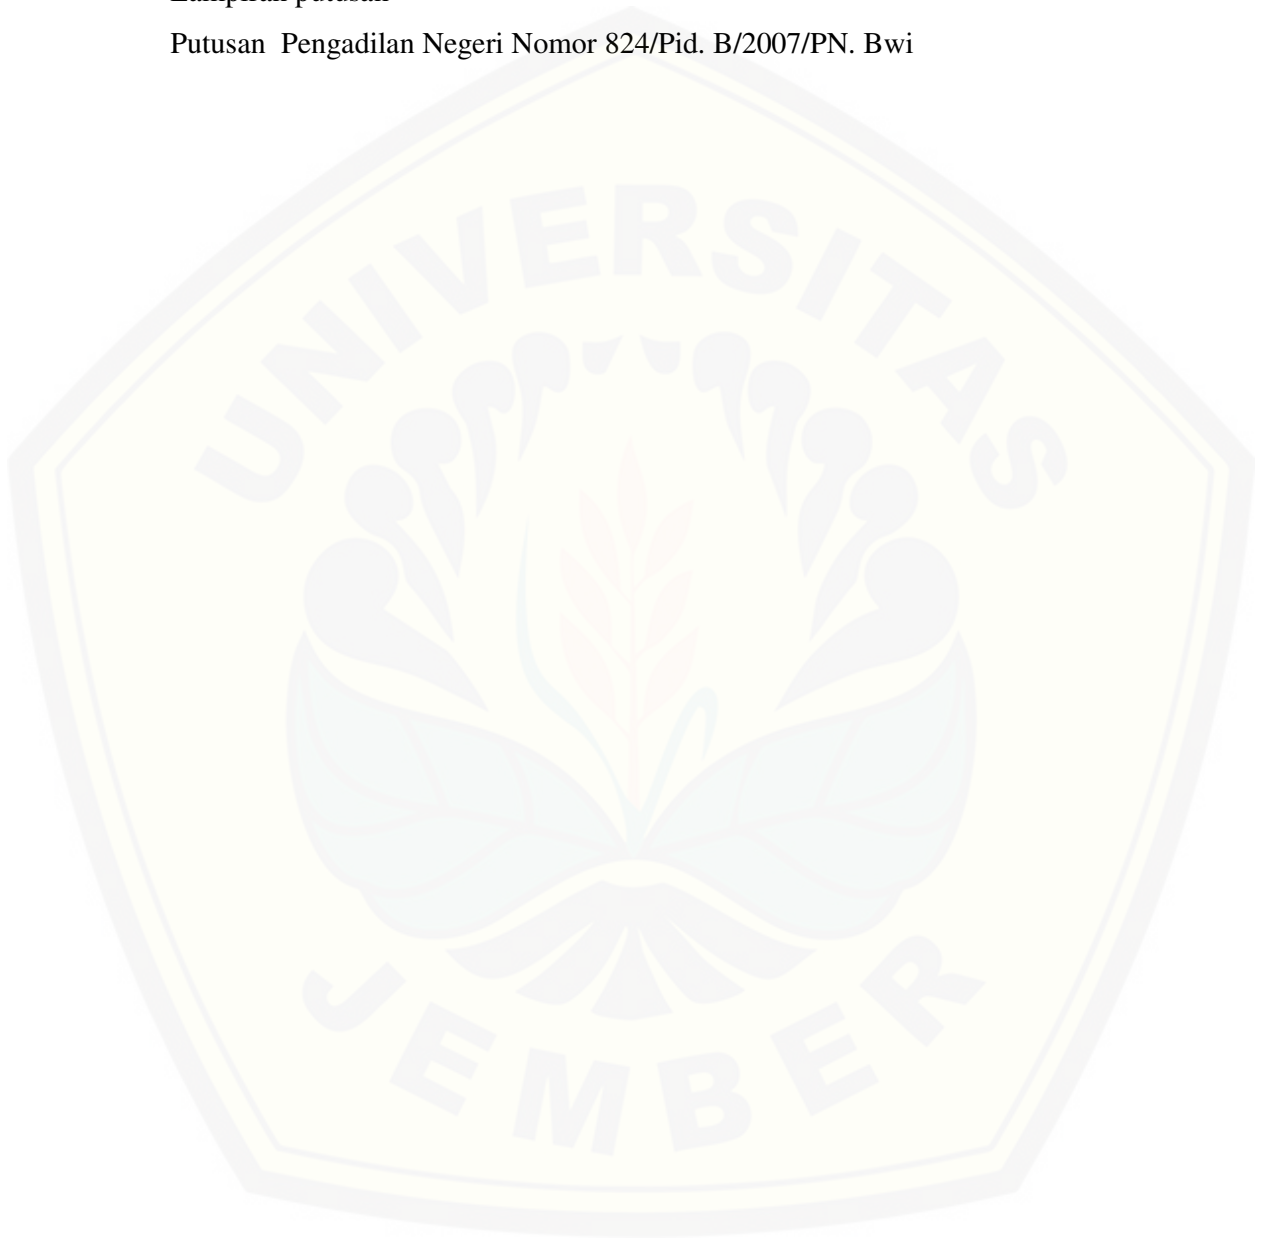 Lampiran putusan
Putusan  Pengadilan Negeri Nomor 824/Pid. B/2007/PN. Bwi
UNIVERSITAS
JEMBER